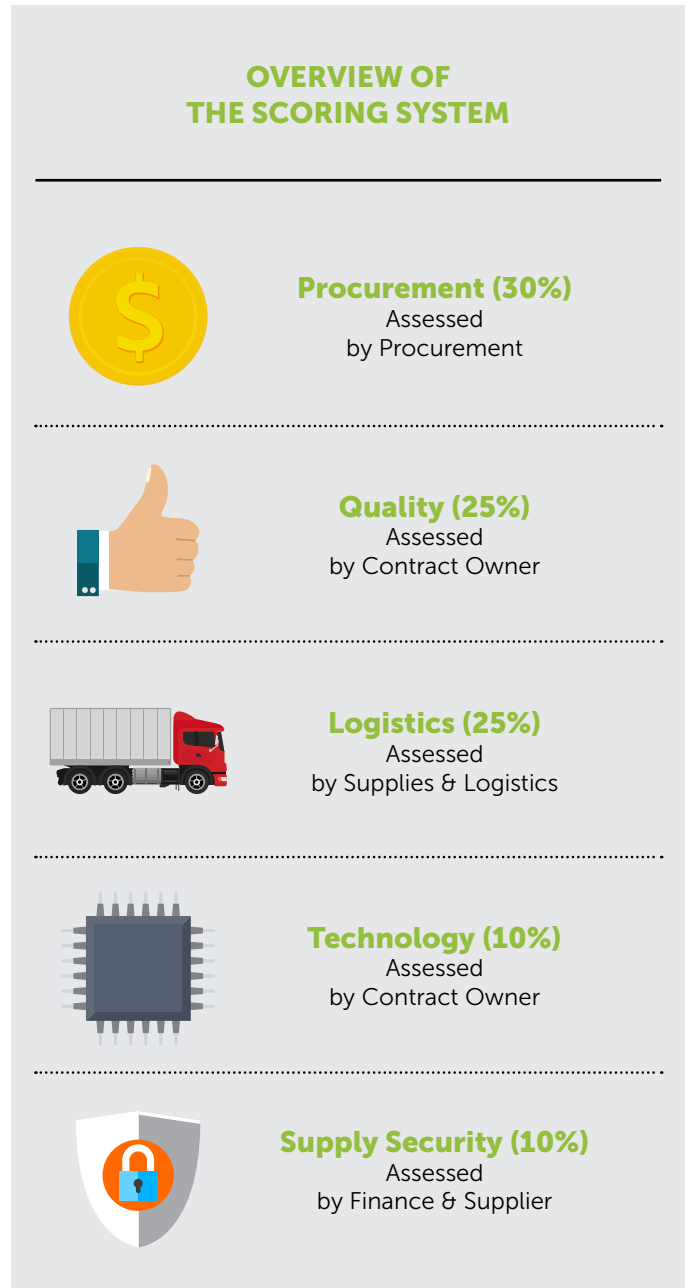 OVERVIEW OF
THE SCORING SYSTEM
$
Procurement (30%)
Assessed
by Procurement
Quality (25%)
Assessed
by Contract Owner
Logistics (25%)
Assessed
by Supplies & Logistics
Technology (10%)
Assessed
by Contract Owner
Supply Security (10%)
Assessed
by Finance & Supplier